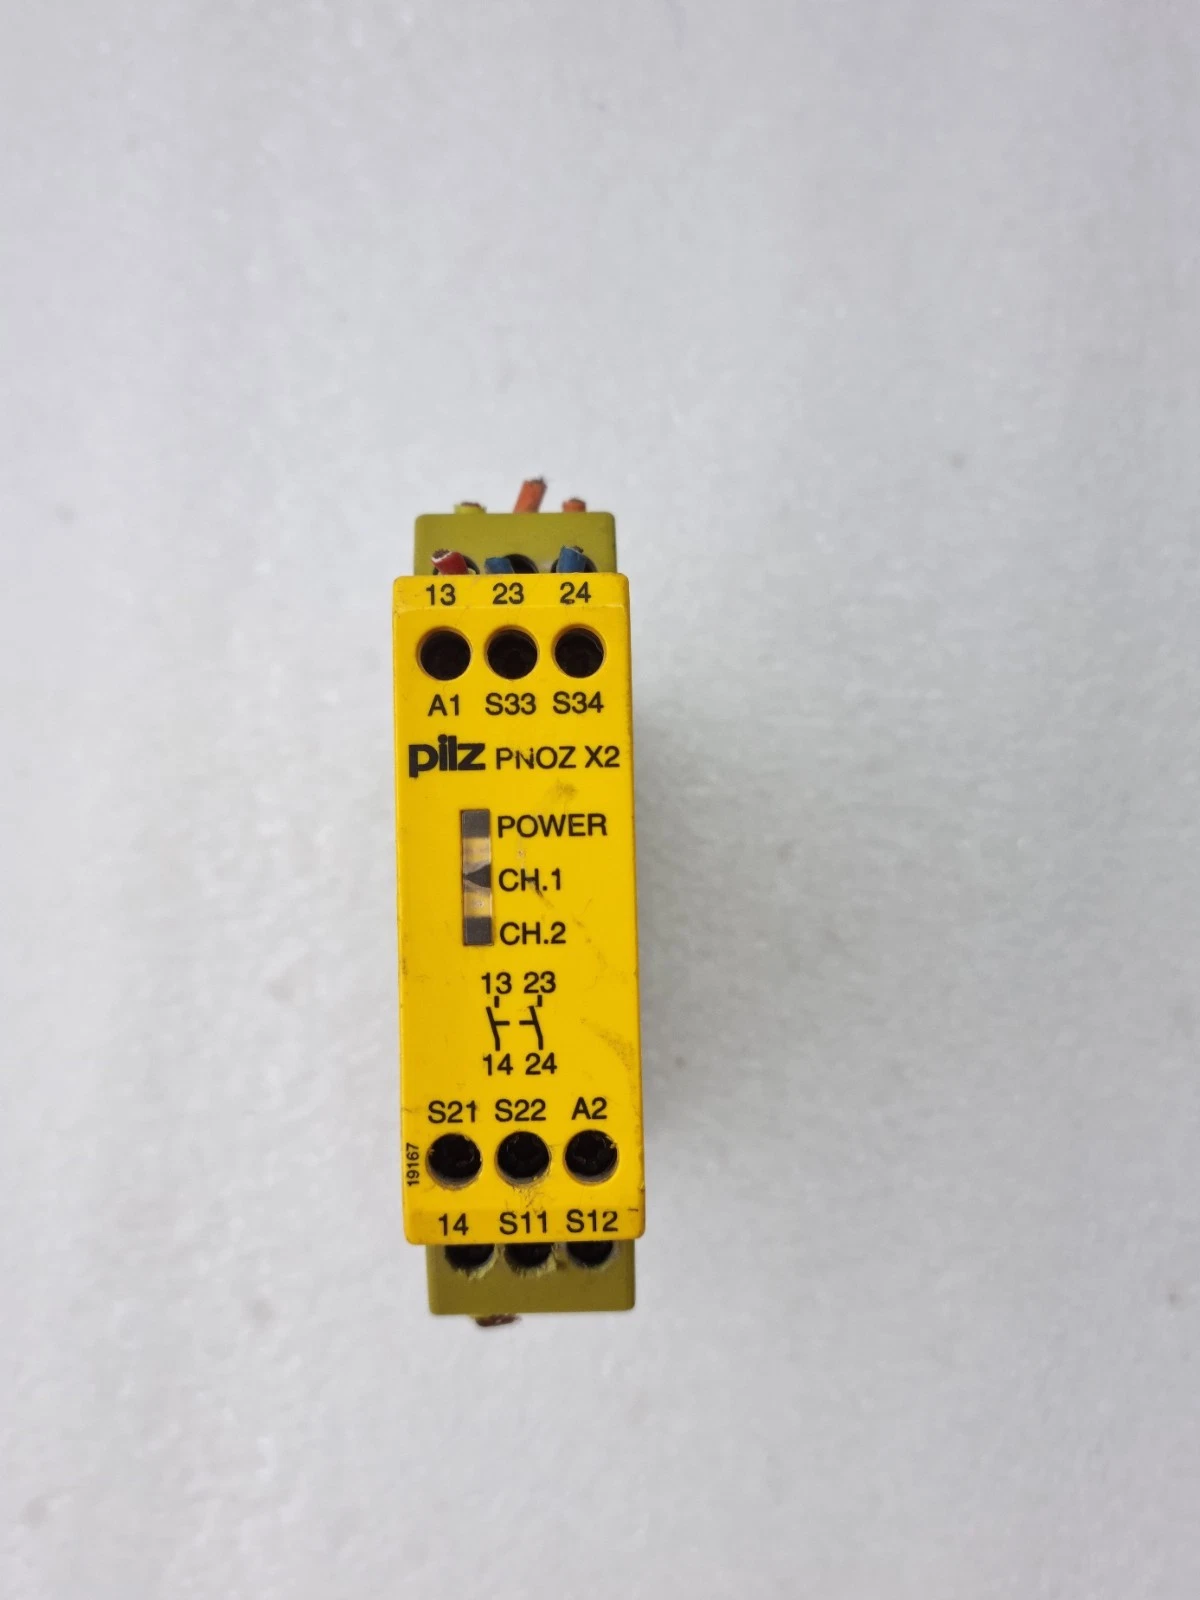 13 23 24
A1 S33 S34
pilz PNOZ X2
POWER
CH.1
CH.2
13 23
14 24
S21 S22 A2
19167
14 S11 S12